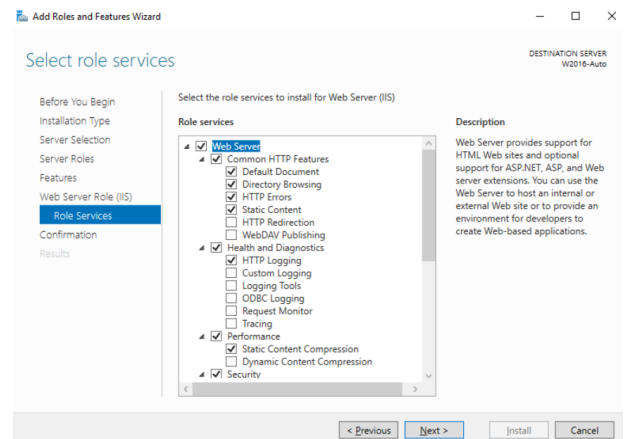 Add Roles and Features Wizard
Select role services
DESTINATION SERVER
W2016-Auto
Before You Begin
Installation Type
Server Selection
Server Roles
Features
Web Server Role (IIS)
Role Services
Confirmation
Results
Select the role services to install for Web Server (IIS)
Role services
Web Server
Common HTTP Features
Default Document
Directory Browsing
HTTP Errors
Static Content
HTTP Redirection
WebDAV Publishing
Health and Diagnostics
HTTP Logging
Custom Logging
Logging Tools
ODBC Logging
Request Monitor
Tracing
Performance
Static Content Compression
Dynamic Content Compression
Security
Description
Web Server provides support for
HTML Web sites and optional
support for ASP.NET, ASP, and Web
server extensions. You can use the
Web Server to host an internal or
external Web site or to provide an
environment for developers to
create Web-based applications.
< Previous
Next >
Install
Cancel